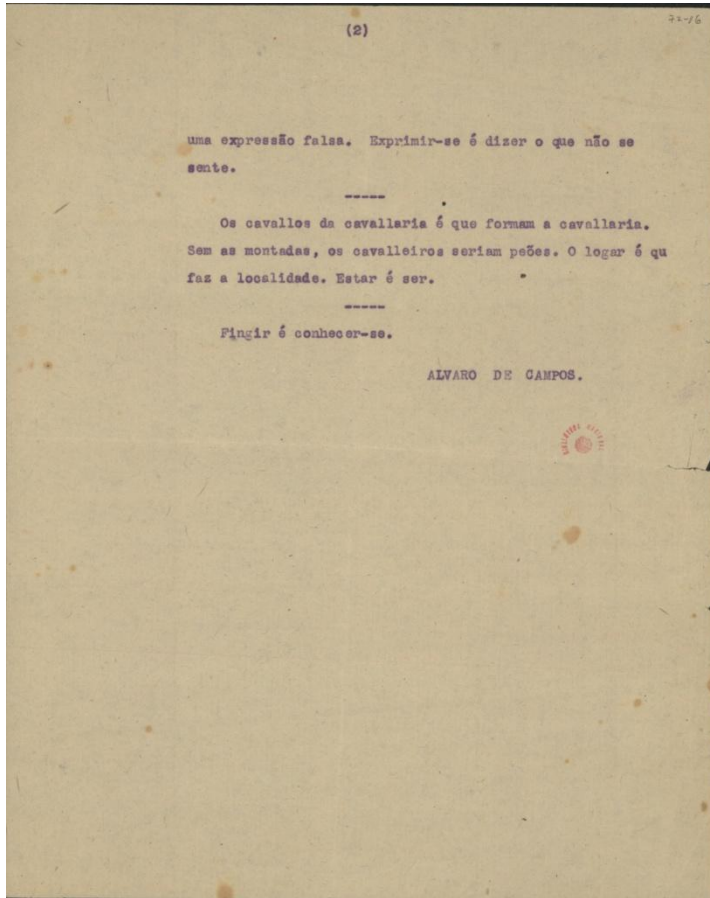 72-16
(2)
uma expressão falsa. Exprimir-se é dizer o que não se
sente.
-----
Os cavallos da cavallaria é que formam a cavallaria.
Sem as montadas, os cavalleiros seriam peões. O logar é qu
faz a localidade. Estar é ser.
-----
Fingir é conhecer-se.
ALVARO DE CAMPOS.